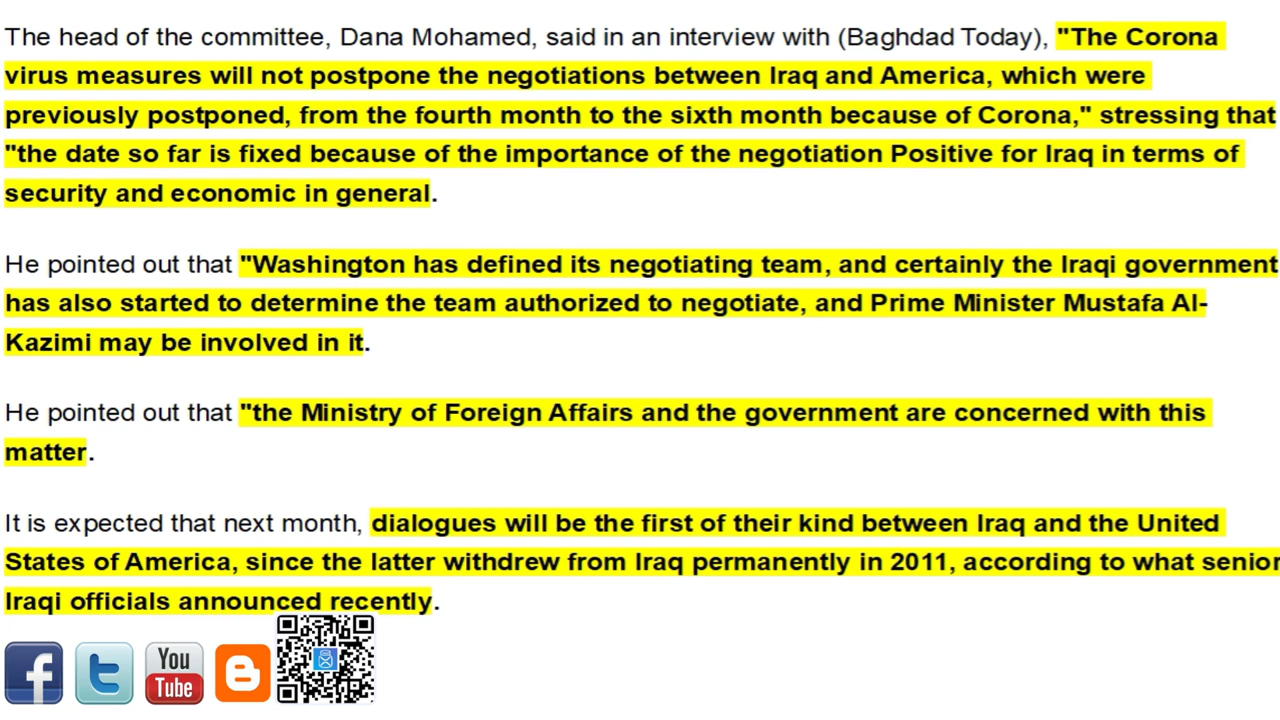 The head of the committee, Dana Mohamed, said in an interview with (Baghdad Today), "The Corona
virus measures will not postpone the negotiations between Iraq and America, which were
previously postponed, from the fourth month to the sixth month because of Corona," stressing that
"the date so far is fixed because of the importance of the negotiation Positive for Iraq in terms of
security and economic in general.
He pointed out that "Washington has defined its negotiating team, and certainly the Iraqi government
has also started to determine the team authorized to negotiate, and Prime Minister Mustafa Al-
Kazimi may be involved in it.
He pointed out that "the Ministry of Foreign Affairs and the government are concerned with this
matter.
It is expected that next month, dialogues will be the first of their kind between Iraq and the United
States of America, since the latter withdrew from Iraq permanently in 2011, according to what senior
Iraqi officials announced recently.
You
Tube